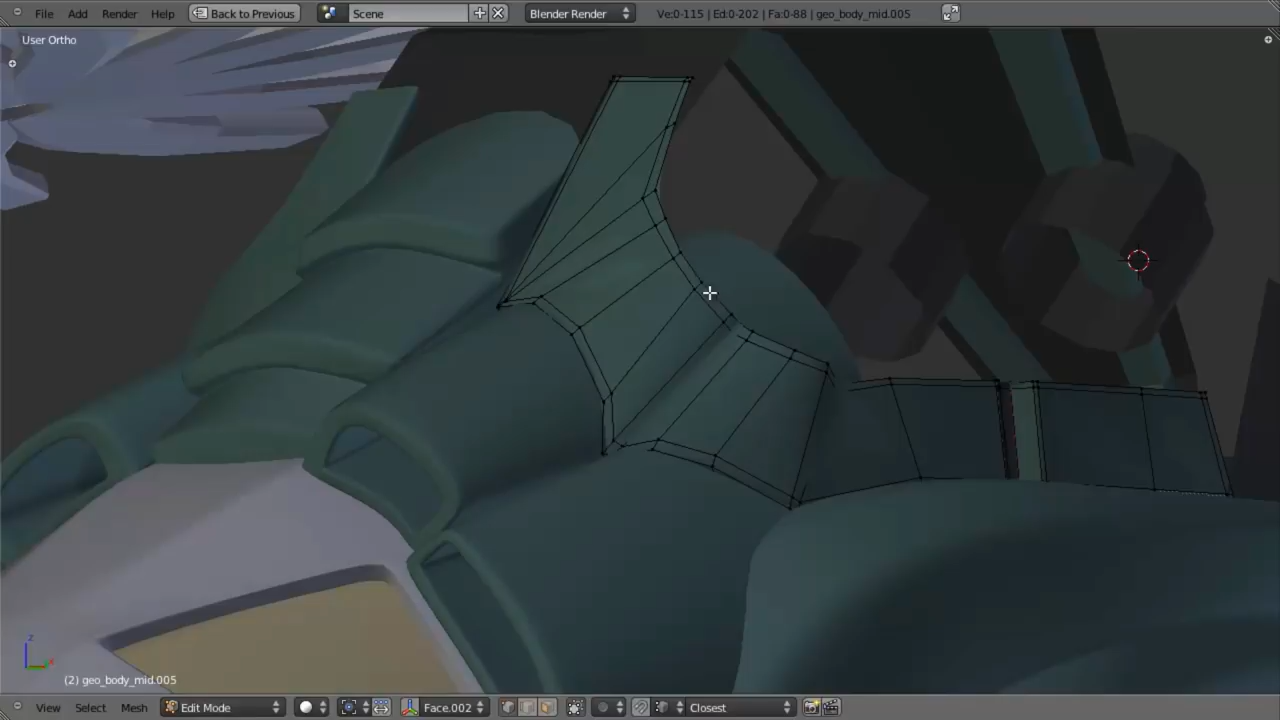 File Add Render Help Back to Previous Scene Blender Render Ve:0-115 | Ed:0-202 | Fa:0-88 | geo_body_mid.005
User Ortho
z
(2) geo_body_mid.005
View Select Mesh Edit Mode Face.002 Closest